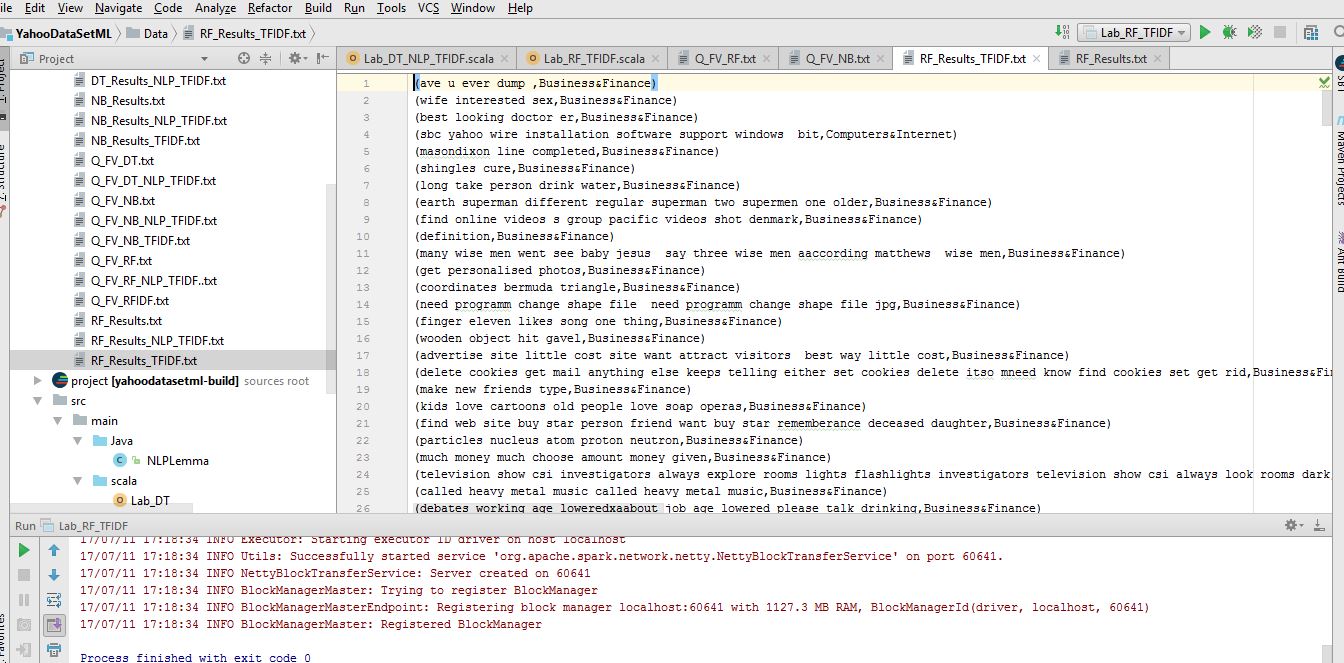 ile Edit View Navigate Code Analyze Refactor Build Run Tools VCS Window Help
YahooDataSetML Data RF_Results_TFIDF.txt Lab_RF_TFIDF
Project Lab_DT_NLP_TFIDF.scala Lab_RF_TFIDF.scala Q_FV_RF.txt Q_FV_NB.txt RF_Results_TFIDF.txt RF_Results.txt
DT_Results_NLP_TFIDF.txt
NB_Results.txt
NB_Results_NLP_TFIDF.txt
NB_Results_TFIDF.txt
Q_FV_DT.txt
Q_FV_DT_NLP_TFIDF.txt
Q_FV_NB.txt
Q_FV_NB_NLP_TFIDF.txt
Q_FV_NB_TFIDF.txt
Q_FV_RF.txt
Q_FV_RF_NLP_TFIDF..txt
Q_FV_RFIDF.txt
RF_Results.txt
RF_Results_NLP_TFIDF.txt
RF_Results_TFIDF.txt
project [yahoodatasetml-build] sources root
src
main
Java
NLPLemma
scala
Lab_DT
1 (ave u ever dump ,Business&Finance)
2 (wife interested sex,Business&Finance)
3 (best looking doctor er,Business&Finance)
4 (sbc yahoo wire installation software support windows  bit,Computers&Internet)
5 (masondixon line completed,Business&Finance)
6 (shingles cure,Business&Finance)
7 (long take person drink water,Business&Finance)
8 (earth superman different regular superman two supermen one older,Business&Finance)
9 (find online videos s group pacific videos shot denmark,Business&Finance)
10 (definition,Business&Finance)
11 (many wise men went see baby jesus  say three wise men aaccording matthews  wise men,Business&Finance)
12 (get personalised photos,Business&Finance)
13 (coordinates bermuda triangle,Business&Finance)
14 (need programm change shape file  need programm change shape file jpg,Business&Finance)
15 (finger eleven likes song one thing,Business&Finance)
16 (wooden object hit gavel,Business&Finance)
17 (advertise site little cost site want attract visitors  best way little cost,Business&Finance)
18 (delete cookies get mail anything else keeps telling either set cookies delete itso mneed know find cookies set get rid,Business&Fi
19 (make new friends type,Business&Finance)
20 (kids love cartoons old people love soap operas,Business&Finance)
21 (find web site buy star person friend want buy star rememberance deceased daughter,Business&Finance)
22 (particles nucleus atom proton neutron,Business&Finance)
23 (much money much choose amount money given,Business&Finance)
24 (television show csi investigators always explore rooms lights flashlights investigators television show csi always look rooms dark
25 (called heavy metal music called heavy metal music,Business&Finance)
26 (debates working age loweredxaabout job age lowered please talk drinking,Business&Finance)
Maven Projects
Ant Build
Run Lab_RF_TFIDF
17/07/11 17:18:34 INFO Executor: Starting executor ID driver on host localhost
17/07/11 17:18:34 INFO Utils: Successfully started service 'org.apache.spark.network.netty.NettyBlockTransferService' on port 60641.
17/07/11 17:18:34 INFO NettyBlockTransferService: Server created on 60641
17/07/11 17:18:34 INFO BlockManagerMaster: Trying to register BlockManager
17/07/11 17:18:34 INFO BlockManagerMasterEndpoint: Registering block manager localhost:60641 with 1127.3 MB RAM, BlockManagerId(driver, localhost, 60641)
17/07/11 17:18:34 INFO BlockManagerMaster: Registered BlockManager
Process finished with exit code 0